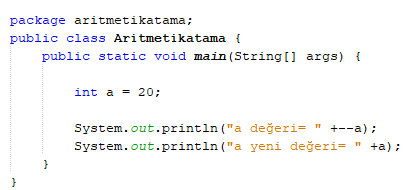 package aritmetikatama;
public class Aritmetikatama {
public static void main(String[] args) {
int a = 20;
System.out.println("a değeri= " +--a);
System.out.println("a yeni değeri= " +a);
}
}